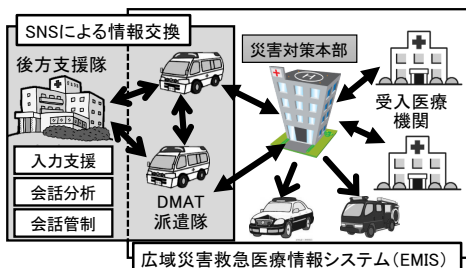 SNSによる情報交換
後方支援隊
入力支援
会話分析
会話管制
DMAT
派遣隊
災害対策本部
H
受入医療
機関
広域災害救急医療情報システム(EMIS)